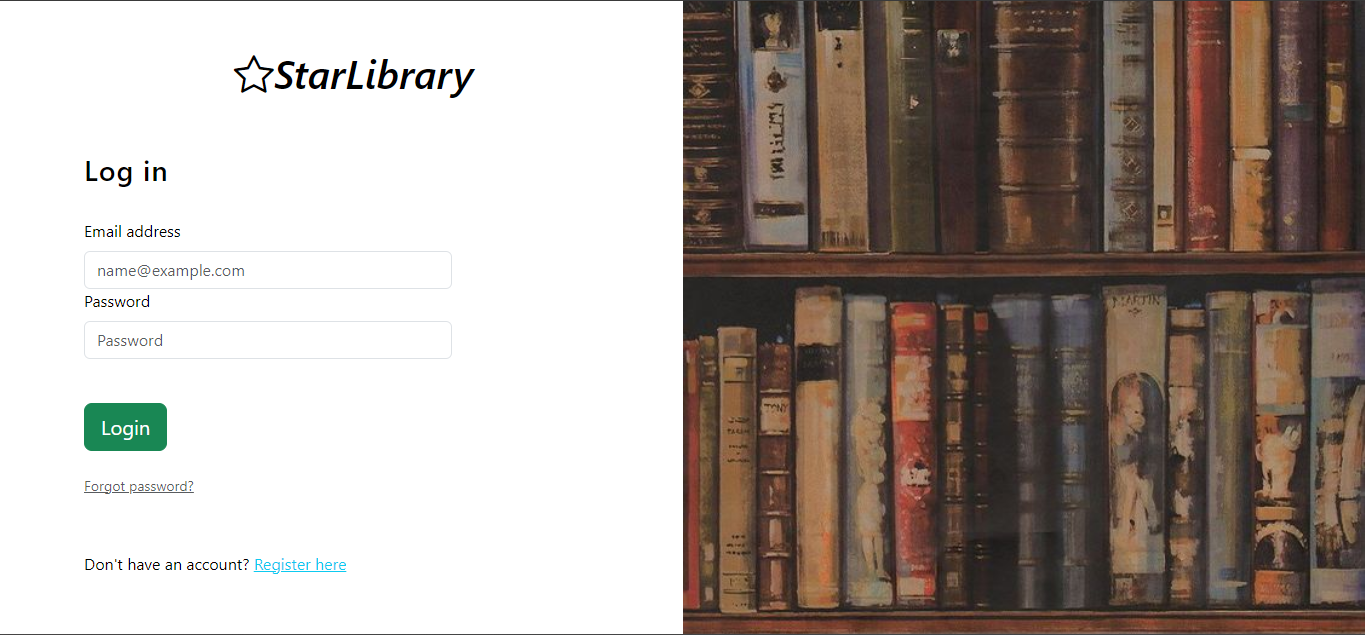 StarLibrary
Log in
Email address
name@example.com
Password
Password
Login
Forgot password?
Don't have an account? Register here
MARTIN
TONY